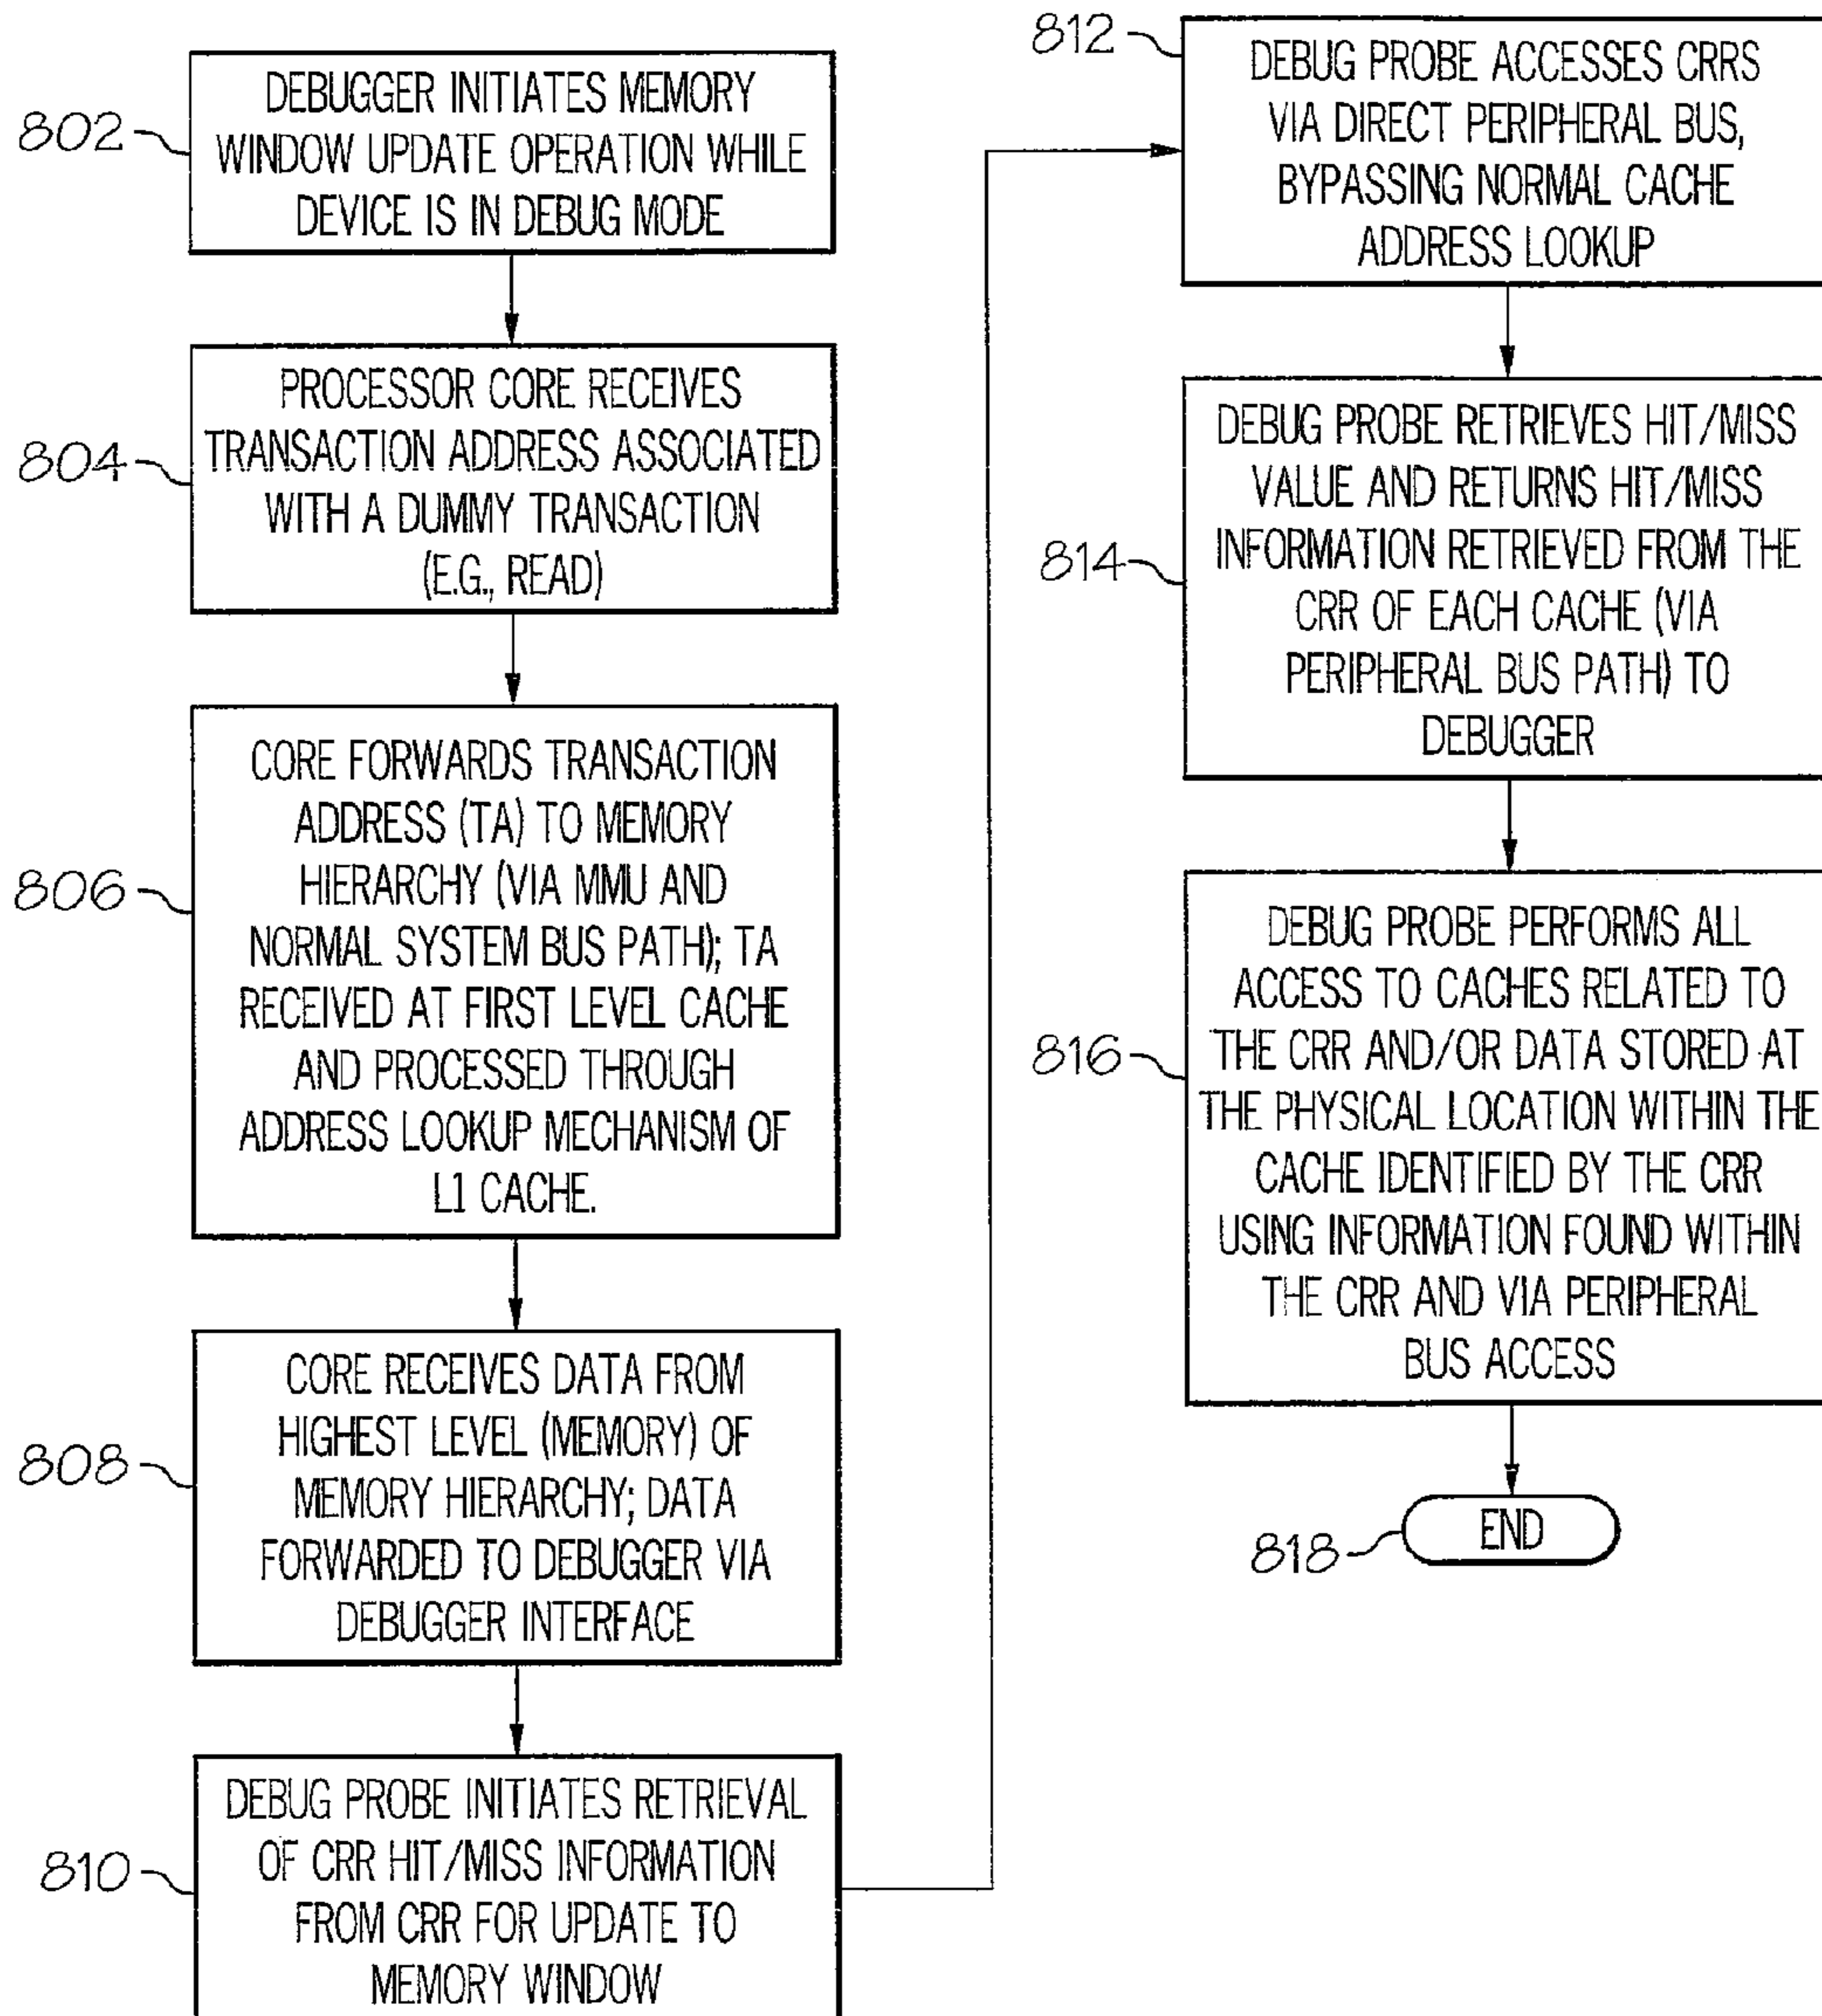 802
DEBUGGER INITIATES MEMORY
WINDOW UPDATE OPERATION WHILE
DEVICE IS IN DEBUG MODE
804
PROCESSOR CORE RECEIVES
TRANSACTION ADDRESS ASSOCIATED
WITH A DUMMY TRANSACTION
(E.G., READ)
806
CORE FORWARDS TRANSACTION
ADDRESS (TA) TO MEMORY
HIERARCHY (VIA MMU AND
NORMAL SYSTEM BUS PATH); TA
RECEIVED AT FIRST LEVEL CACHE
AND PROCESSED THROUGH
ADDRESS LOOKUP MECHANISM OF
L1 CACHE.
808
CORE RECEIVES DATA FROM
HIGHEST LEVEL (MEMORY) OF
MEMORY HIERARCHY; DATA
FORWARDED TO DEBUGGER VIA
DEBUGGER INTERFACE
810
DEBUG PROBE INITIATES RETRIEVAL
OF CRR HIT/MISS INFORMATION
FROM CRR FOR UPDATE TO
MEMORY WINDOW
812
DEBUG PROBE ACCESSES CRRS
VIA DIRECT PERIPHERAL BUS,
BYPASSING NORMAL CACHE
ADDRESS LOOKUP
814
DEBUG PROBE RETRIEVES HIT/MISS
VALUE AND RETURNS HIT/MISS
INFORMATION RETRIEVED FROM THE
CRR OF EACH CACHE (VIA
PERIPHERAL BUS PATH) TO
DEBUGGER
816
DEBUG PROBE PERFORMS ALL
ACCESS TO CACHES RELATED TO
THE CRR AND/OR DATA STORED AT
THE PHYSICAL LOCATION WITHIN THE
CACHE IDENTIFIED BY THE CRR
USING INFORMATION FOUND WITHIN
THE CRR AND VIA PERIPHERAL
BUS ACCESS
818
END